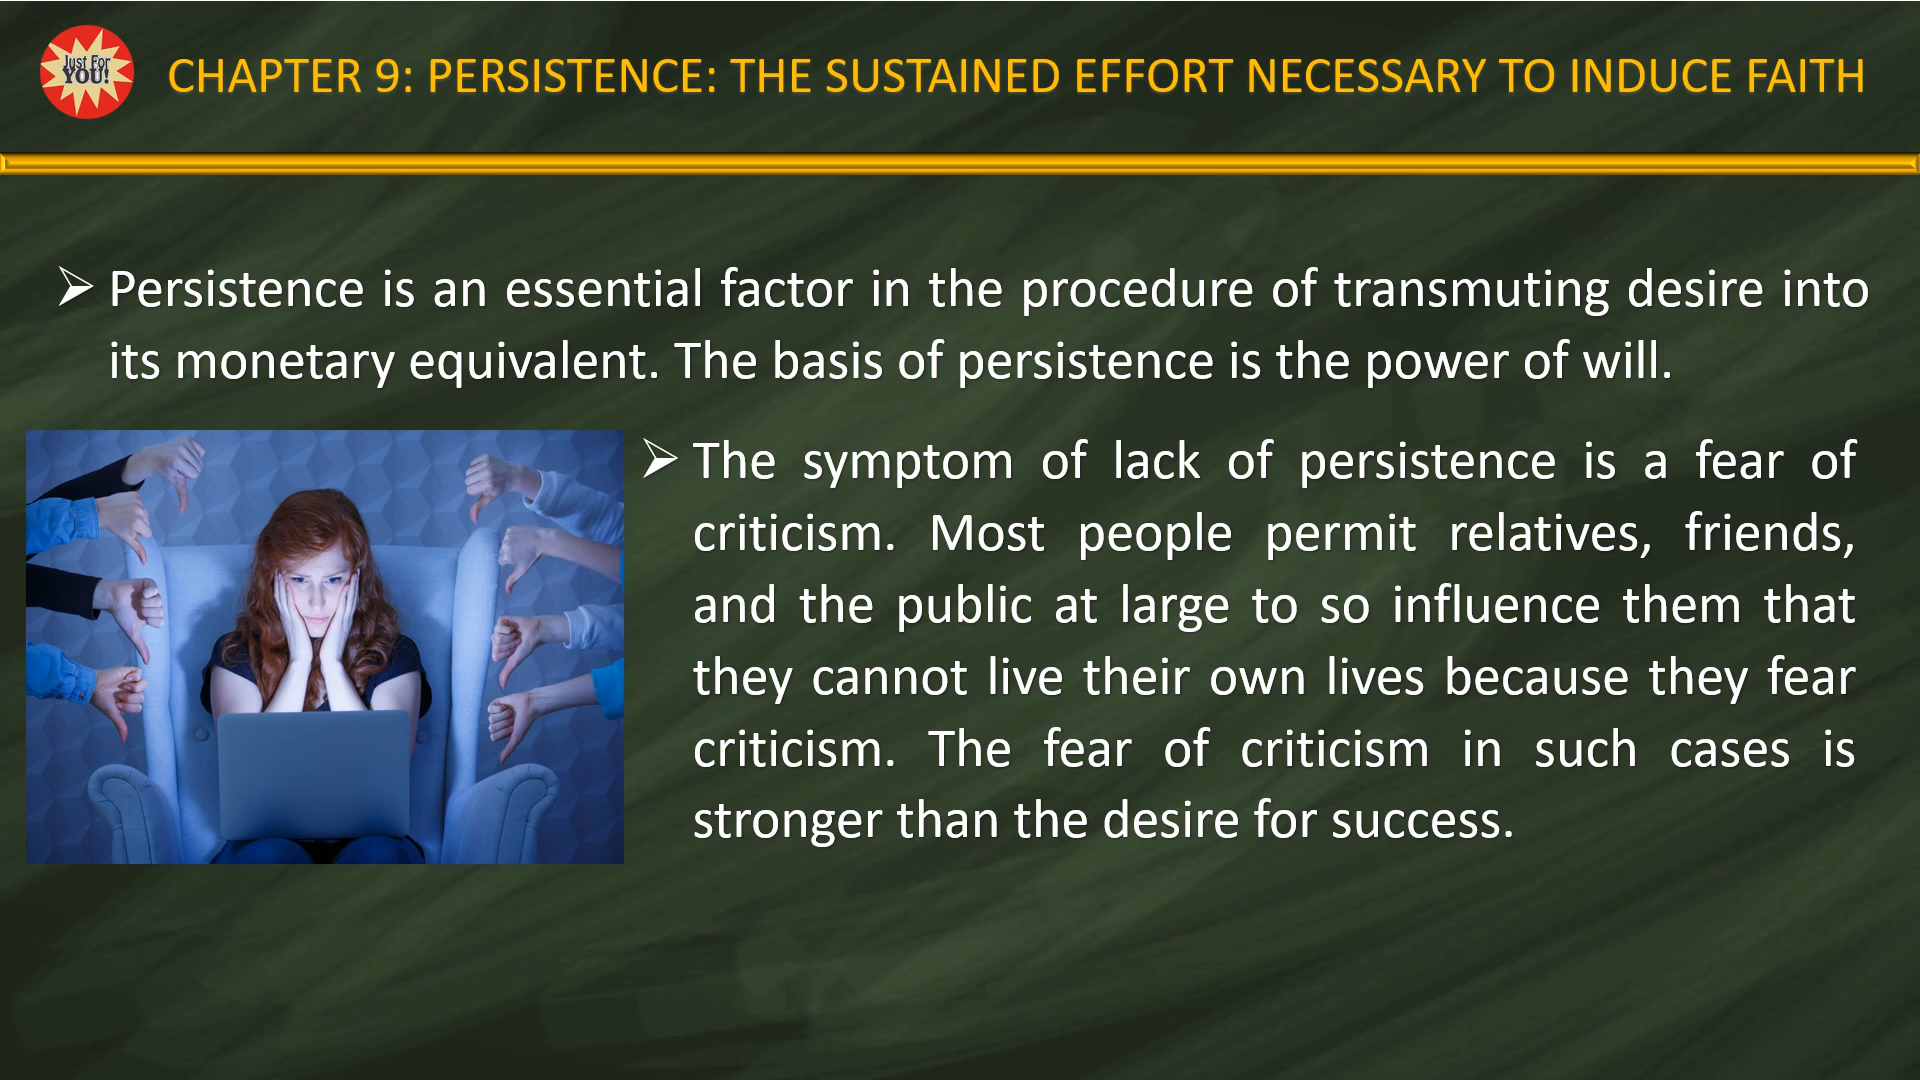 Just For
YOU!
CHAPTER 9: PERSISTENCE: THE SUSTAINED EFFORT NECESSARY TO INDUCE FAITH
➢ Persistence is an essential factor in the procedure of transmuting desire into
its monetary equivalent. The basis of persistence is the power of will.
➢ The symptom of lack of persistence is a fear of
criticism. Most people permit relatives, friends,
and the public at large to so influence them that
they cannot live their own lives because they fear
criticism. The fear of criticism in such cases is
stronger than the desire for success.